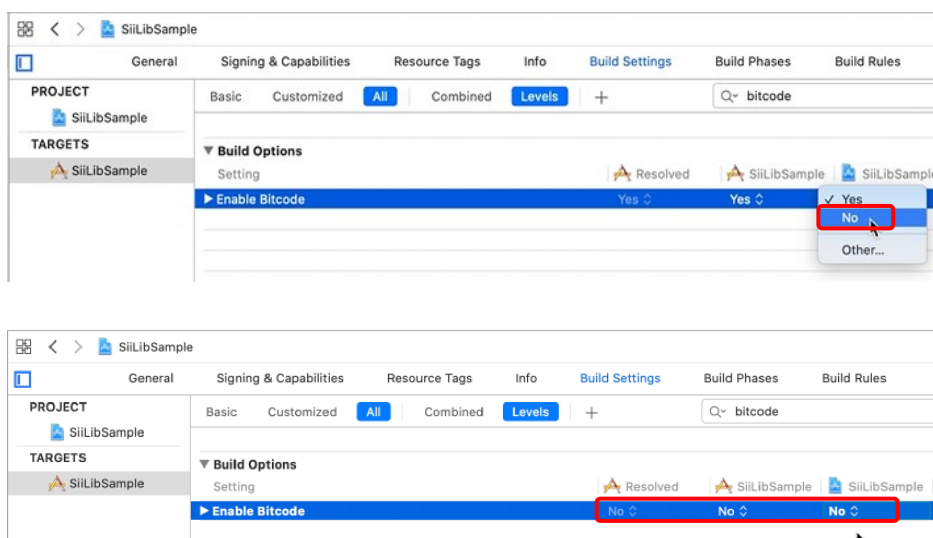 SiiLibSample
General Signing & Capabilities Resource Tags Info Build Settings Build Phases Build Rules
PROJECT
SiiLibSample
TARGETS
SiiLibSample
Basic Customized All Combined Levels + bitcode
Build Options
Setting Resolved SiiLibSample SiiLibSample
Enable Bitcode Yes Yes ✓ Yes
No
Other...
SiiLibSample
General Signing & Capabilities Resource Tags Info Build Settings Build Phases Build Rules
PROJECT
SiiLibSample
TARGETS
SiiLibSample
Basic Customized All Combined Levels + bitcode
Build Options
Setting Resolved SiiLibSample SiiLibSample
Enable Bitcode No No No